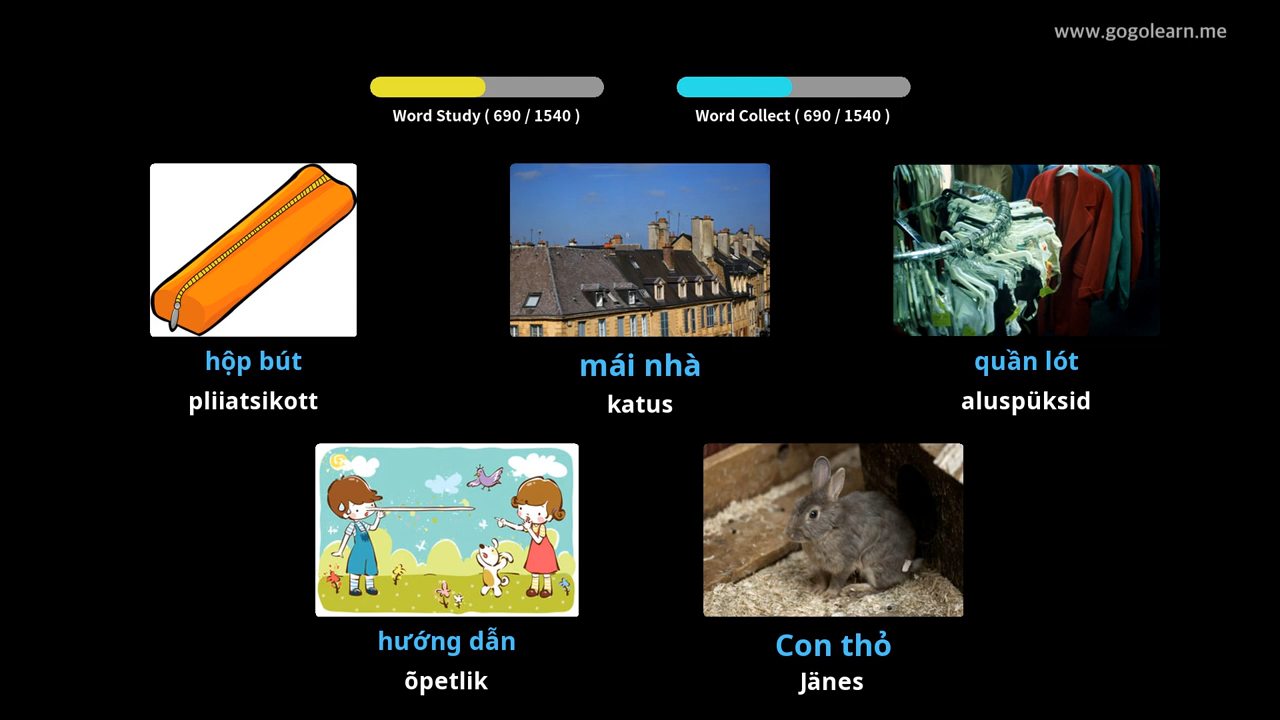 www.gogolearn.me
Word Study ( 690 / 1540 )
Word Collect ( 690 / 1540 )
hộp bút
pliiatsikott
mái nhà
katus
quần lót
aluspüksid
hướng dẫn
õpetlik
Con thỏ
Jänes